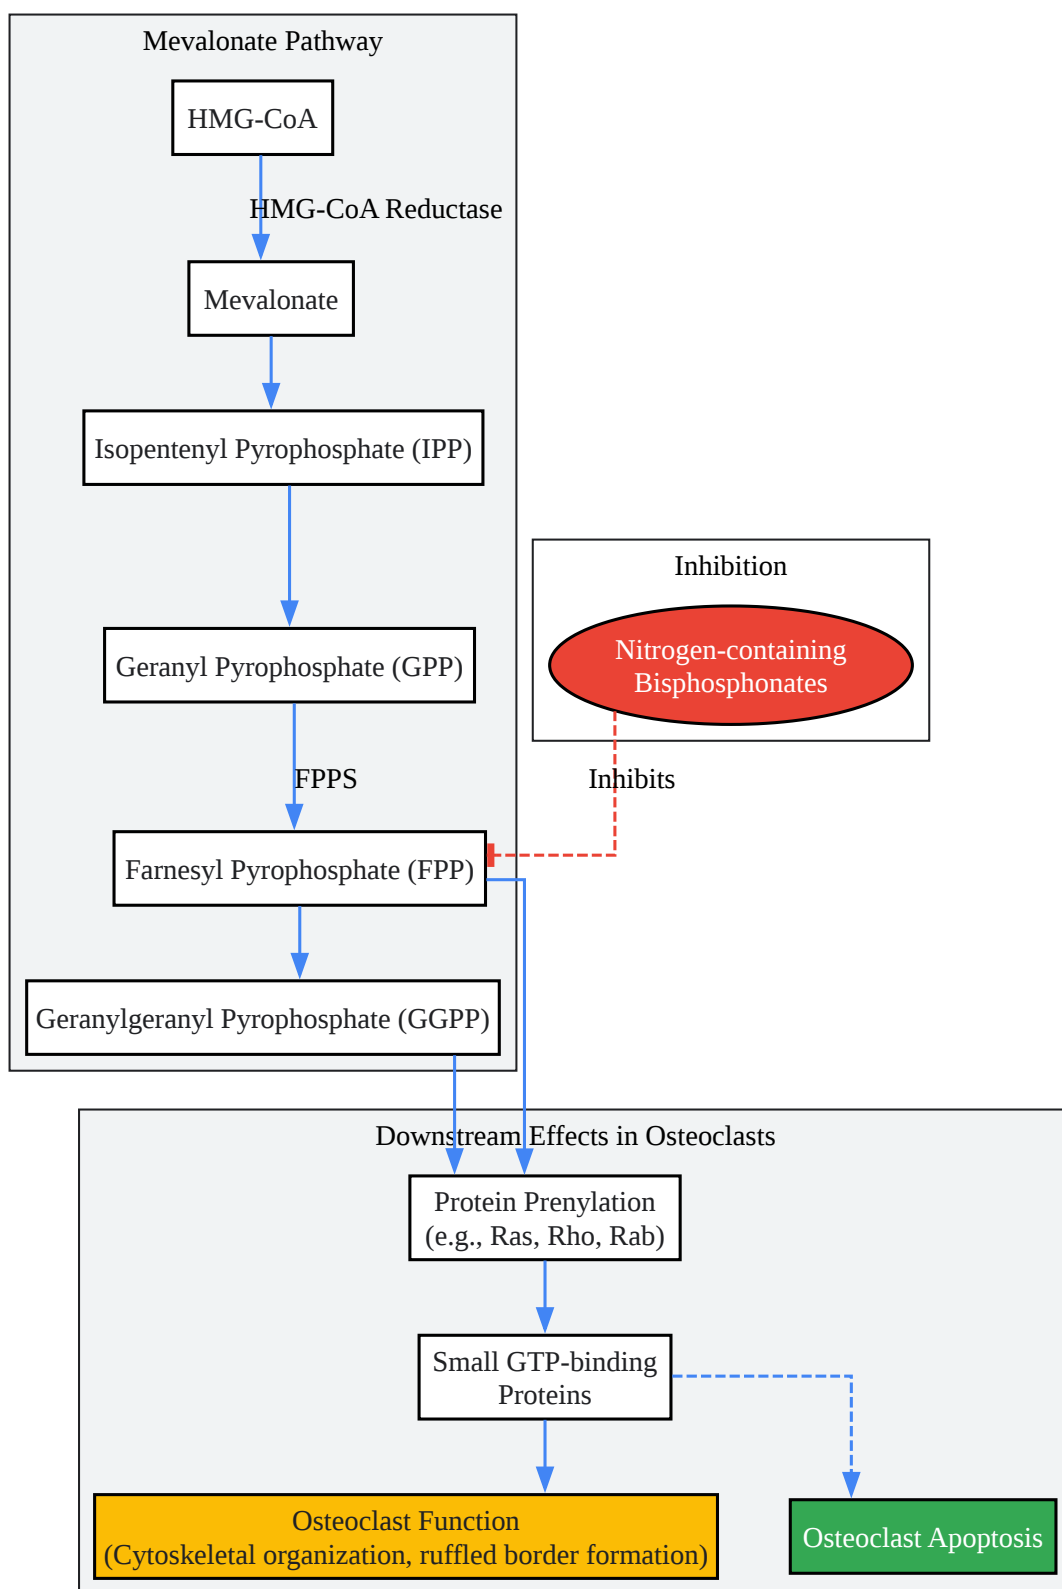 Mevalonate Pathway
HMG-CoA
HMG-CoA Reductase
Mevalonate
Isopentenyl Pyrophosphate (IPP)
Inhibition
Nitrogen-containing
Bisphosphonates
Geranyl Pyrophosphate (GPP)
FPPS
Inhibits
Farnesyl Pyrophosphate (FPP)
Geranylgeranyl Pyrophosphate (GGPP)
Downstream Effects in Osteoclasts
Protein Prenylation
(e.g., Ras, Rho, Rab)
Small GTP-binding
Proteins
Osteoclast Function
(Cytoskeletal organization, ruffled border formation)
Osteoclast Apoptosis